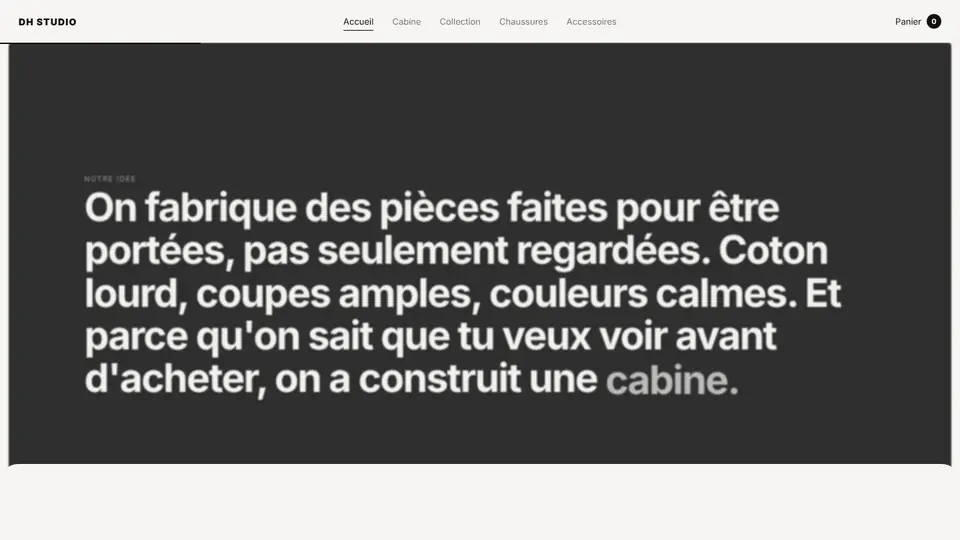 DH STUDIO
Accueil Cabine Collection Chaussures Accessoires
Panier 0
NOTRE IDÉE
On fabrique des pièces faites pour être
portées, pas seulement regardées. Coton
lourd, coupes amples, couleurs calmes. Et
parce qu'on sait que tu veux voir avant
d'acheter, on a construit une cabine.